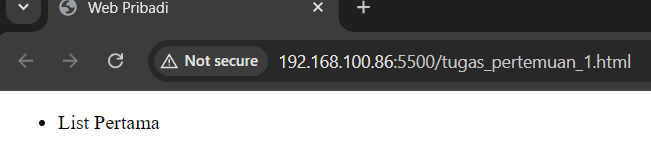 Web Pribadi
Not secure 192.168.100.86:5500/tugas_pertemuan_1.html
List Pertama